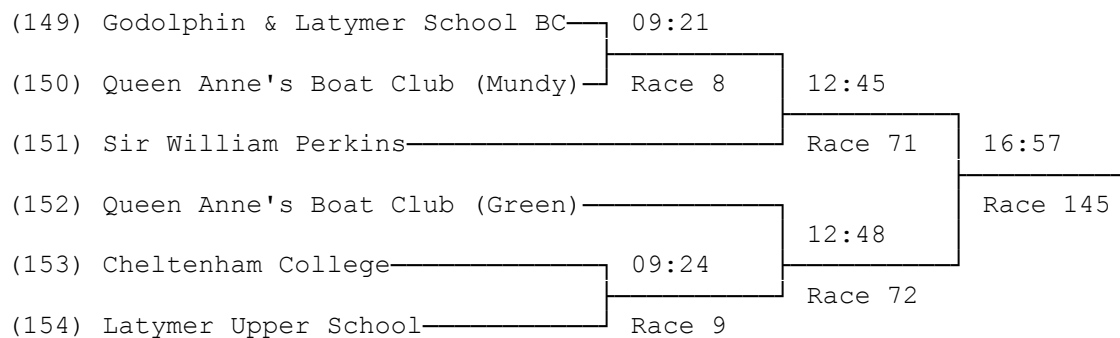 (149) Godolphin & Latymer School BC 09:21
(150) Queen Anne's Boat Club (Mundy) Race 8 12:45
(151) Sir William Perkins Race 71 16:57
(152) Queen Anne's Boat Club (Green) Race 145
12:48
(153) Cheltenham College 09:24
Race 72
(154) Latymer Upper School Race 9